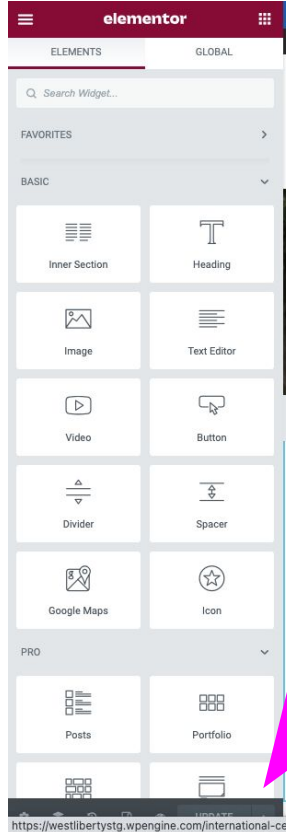 elementor
ELEMENTS GLOBAL
Search Widget...
FAVORITES
BASIC
Inner Section Heading
Image Text Editor
Video Button
Divider Spacer
Google Maps Icon
PRO
Posts Portfolio
UPDATE
https://westlibertystg.wpengine.com/international-ce